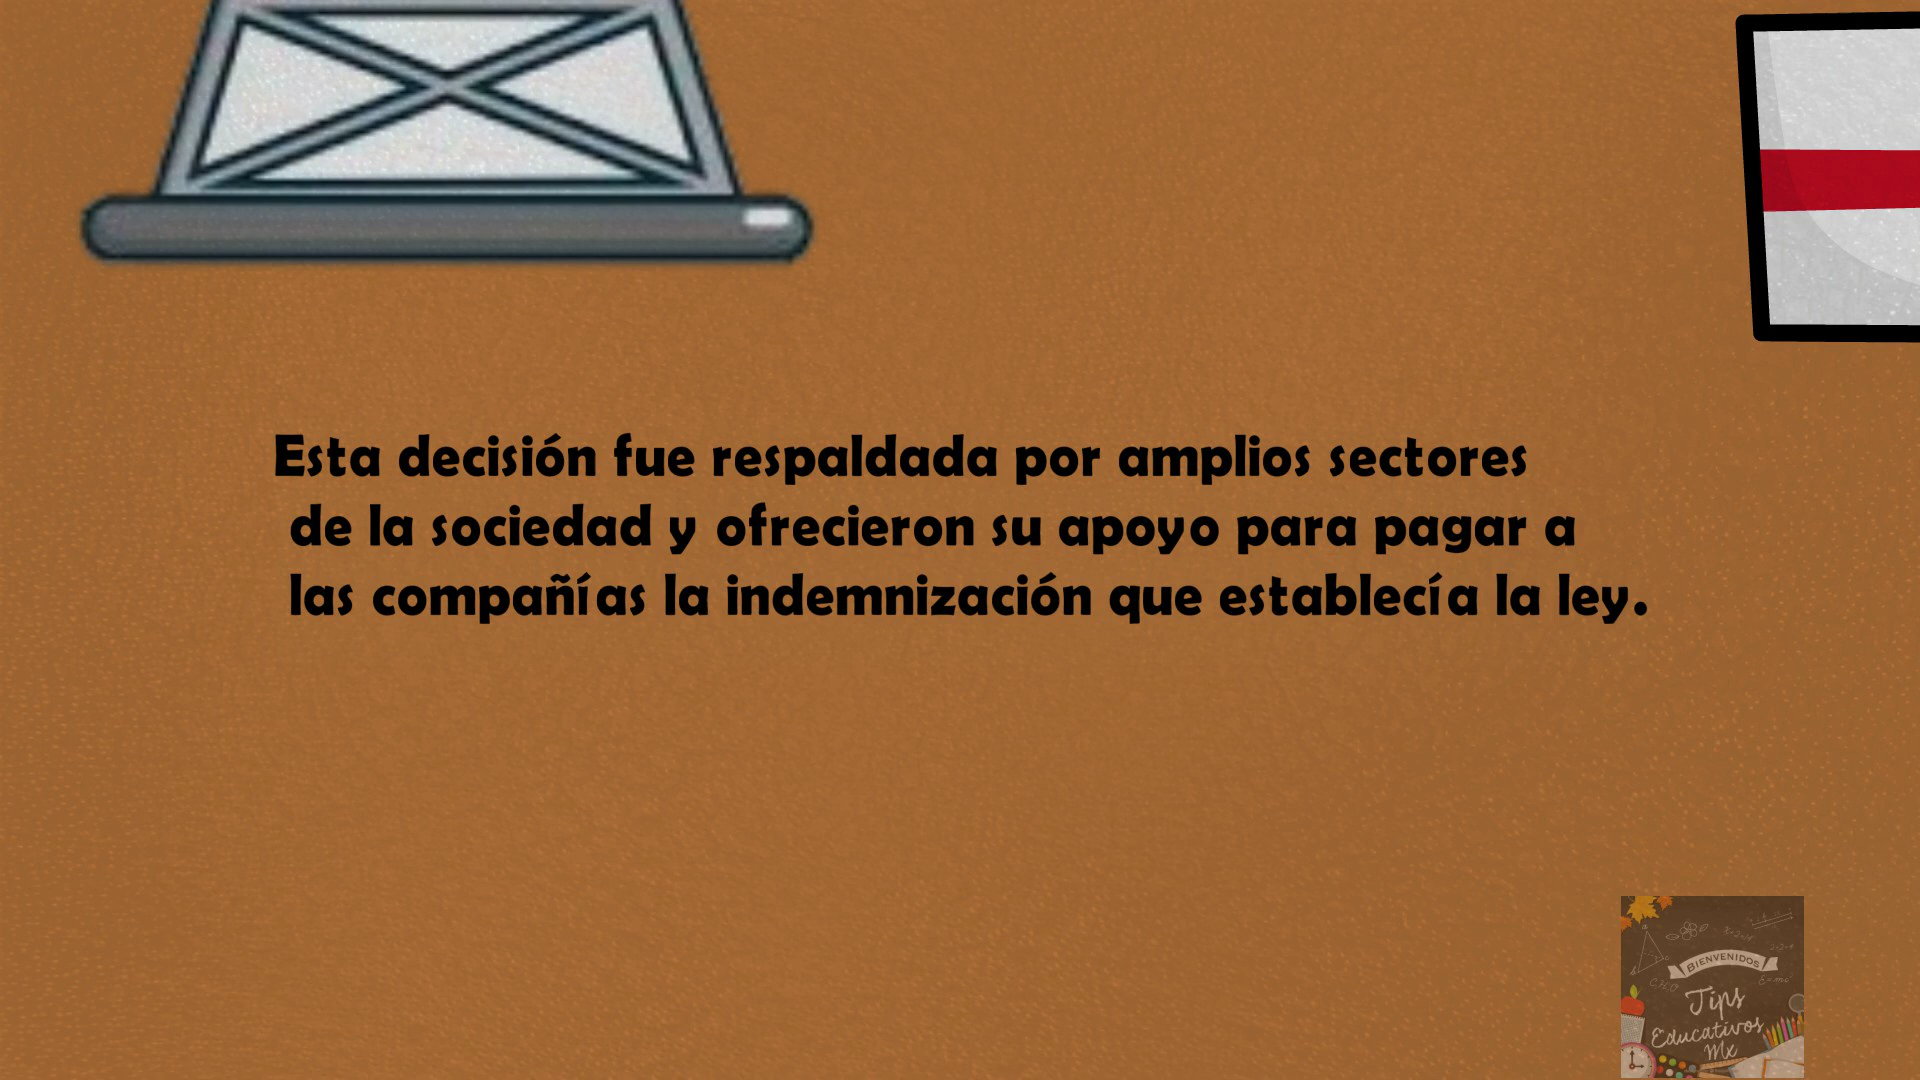 Esta decisión fue respaldada por amplios sectores
de la sociedad y ofrecieron su apoyo para pagar a
las compañías la indemnización que establecía la ley.
BIENVENIDOS
Tips
Educativos
Mx